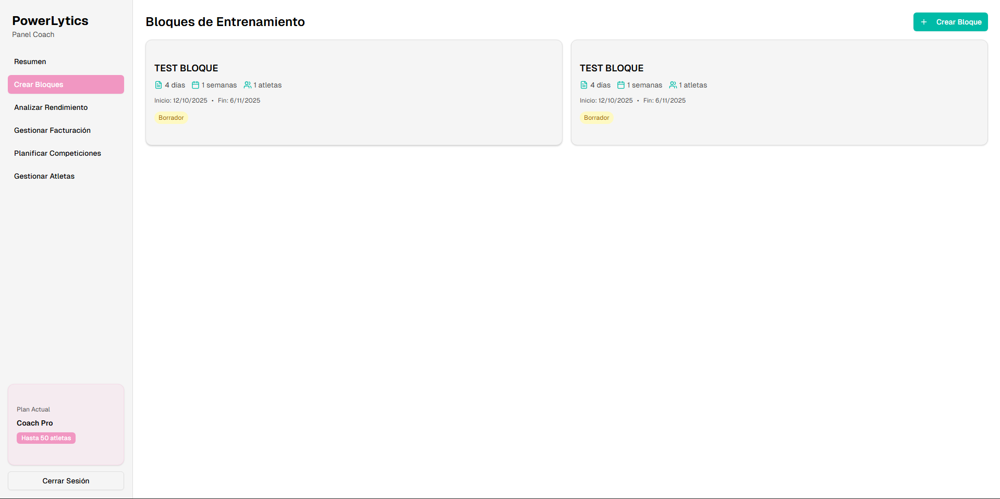 PowerLytics
Panel Coach
Resumen
Crear Bloques
Analizar Rendimiento
Gestionar Facturación
Planificar Competiciones
Gestionar Atletas
Plan Actual
Coach Pro
Hasta 50 atletas
Cerrar Sesión
Bloques de Entrenamiento
+ Crear Bloque
TEST BLOQUE
4 días 1 semanas 1 atletas
Inicio: 12/10/2025 • Fin: 6/11/2025
Borrador
TEST BLOQUE
4 días 1 semanas 1 atletas
Inicio: 12/10/2025 • Fin: 6/11/2025
Borrador